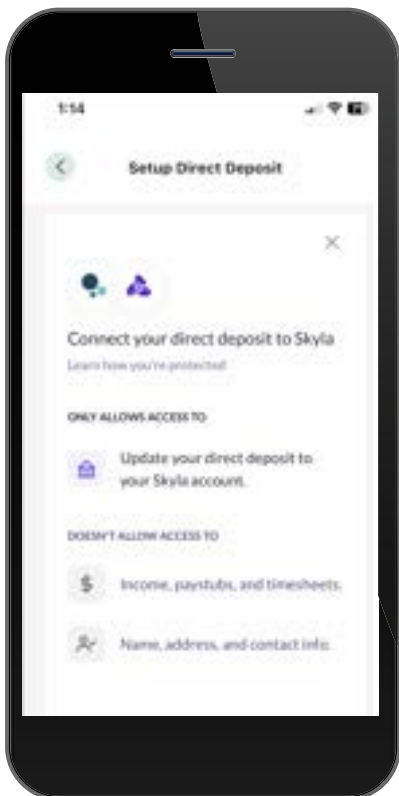 1:14
Setup Direct Deposit
Connect your direct deposit to Skyla
Learn how you're protected
ONLY ALLOWS ACCESS TO
Update your direct deposit to
your Skyla account.
DOESN'T ALLOW ACCESS TO
$
Income, paystubs, and timesheets.
Name, address, and contact info.